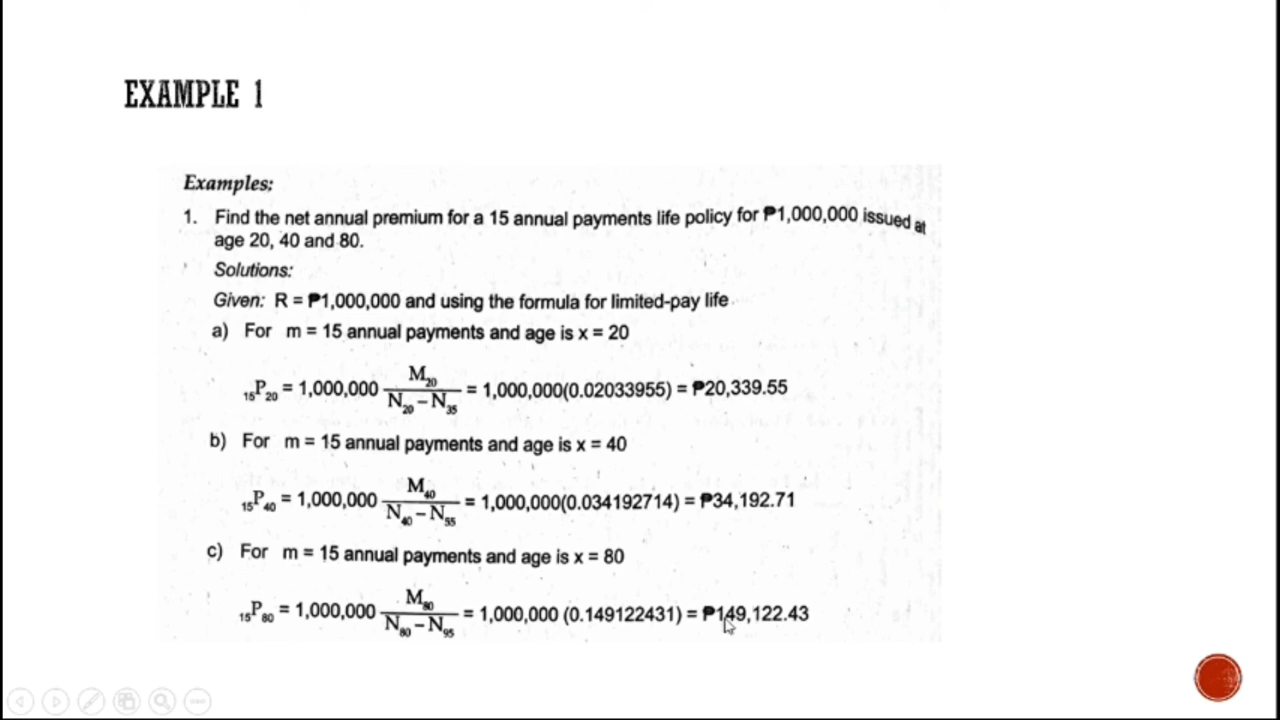 EXAMPLE 1
Examples:
1. Find the net annual premium for a 15 annual payments life policy for ₱1,000,000 issued at
age 20, 40 and 80.
Solutions:
Given: R = ₱1,000,000 and using the formula for limited-pay life
a) For m = 15 annual payments and age is x = 20
₁₅P₂₀ = 1,000,000 M₂₀ / (N₂₀ – N₃₅) = 1,000,000(0.02033955) = ₱20,339.55
b) For m = 15 annual payments and age is x = 40
₁₅P₄₀ = 1,000,000 M₄₀ / (N₄₀ – N₅₅) = 1,000,000(0.034192714) = ₱34,192.71
c) For m = 15 annual payments and age is x = 80
₁₅P₈₀ = 1,000,000 M₈₀ / (N₈₀ – N₉₅) = 1,000,000 (0.149122431) = ₱149,122.43